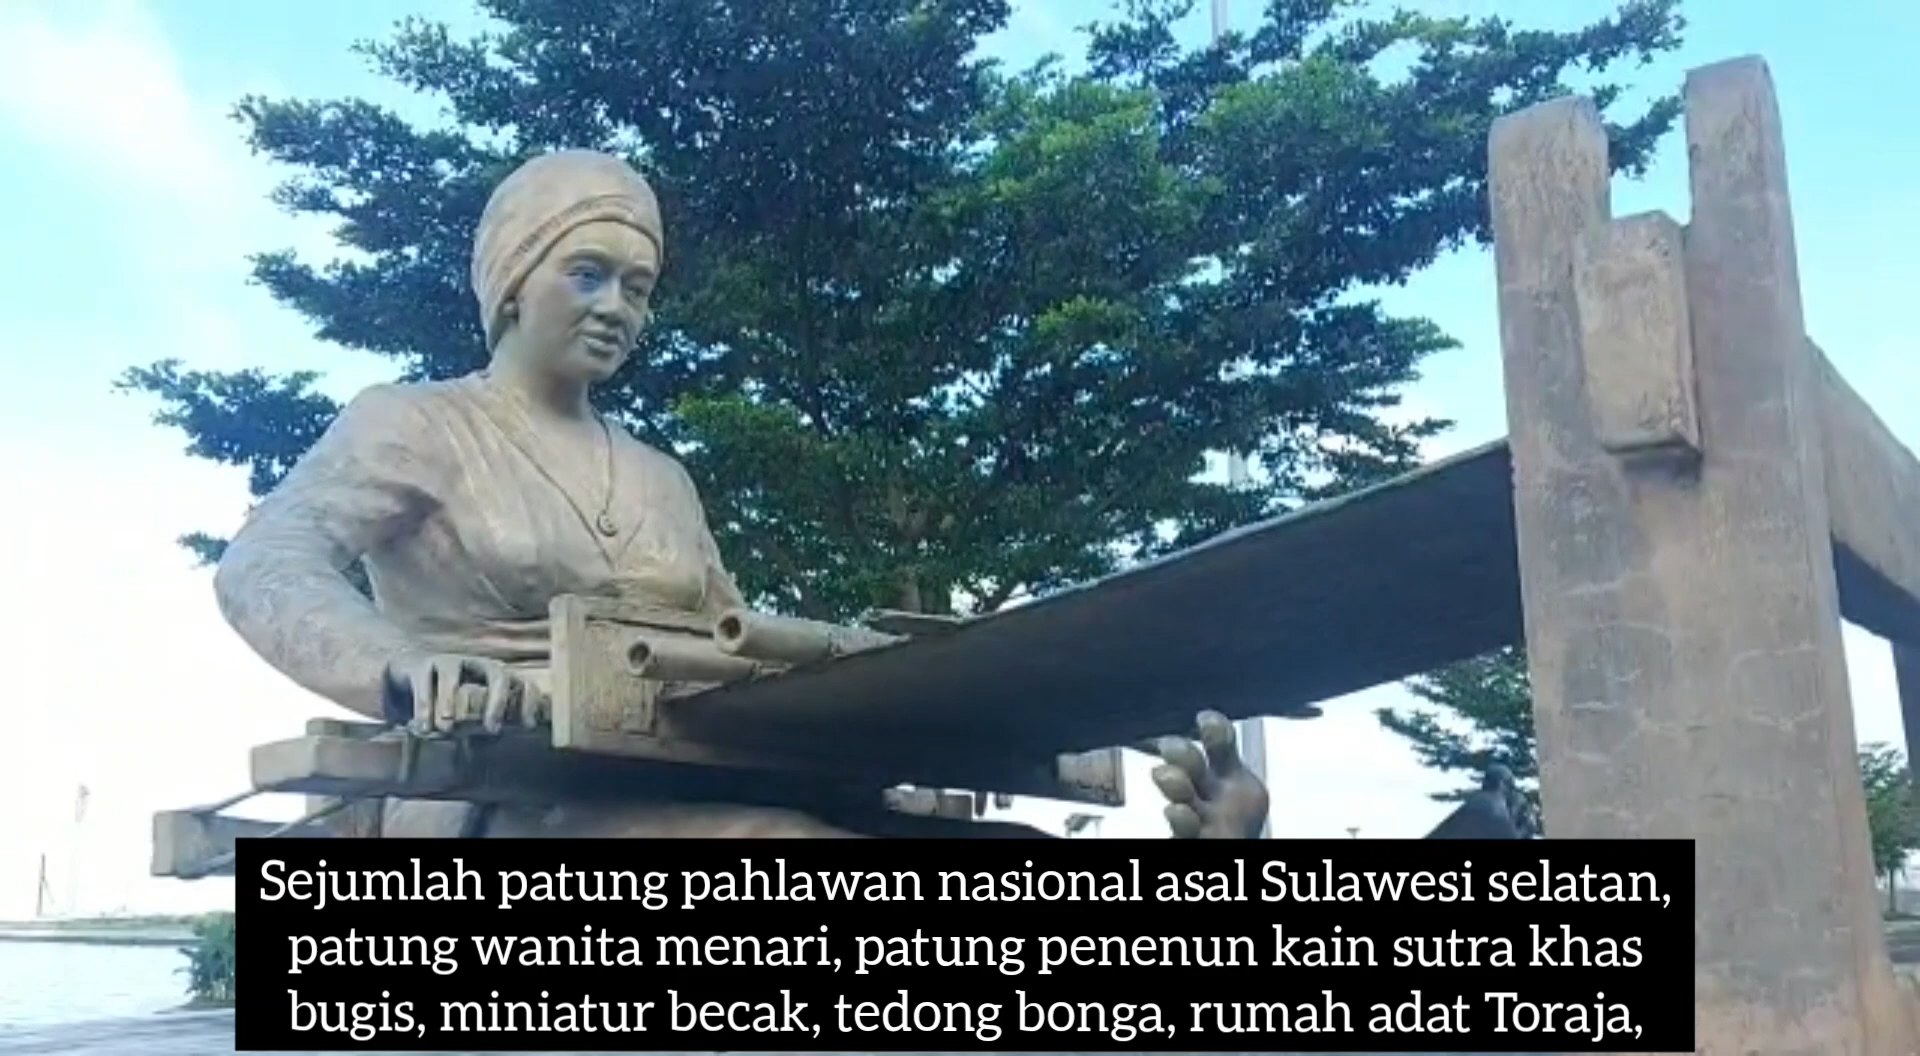 Sejumlah patung pahlawan nasional asal Sulawesi selatan,
patung wanita menari, patung penenun kain sutra khas
bugis, miniatur becak, tedong bonga, rumah adat Toraja,